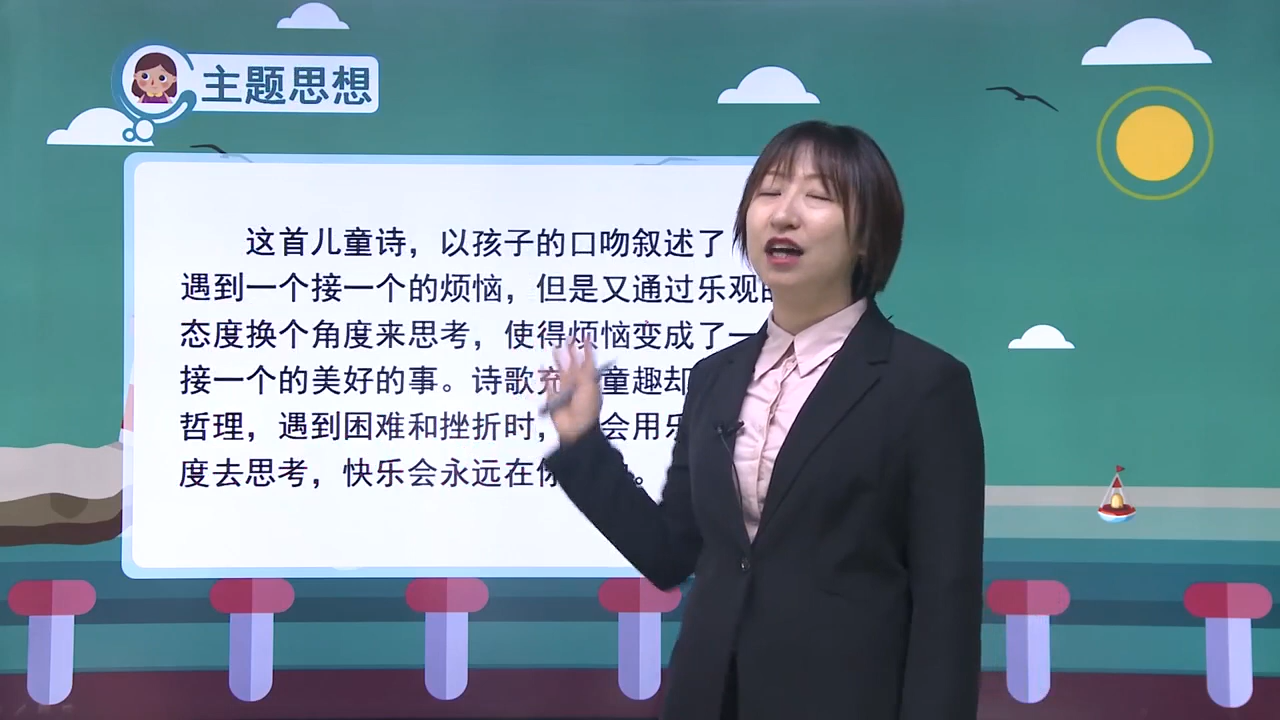 主题思想
这首儿童诗，以孩子的口吻叙述了
遇到一个接一个的烦恼，但是又通过乐观的
态度换个角度来思考，使得烦恼变成了一
接一个的美好的事。诗歌充 童趣却
哲理，遇到困难和挫折时， 会用乐
度去思考，快乐会永远在你 。